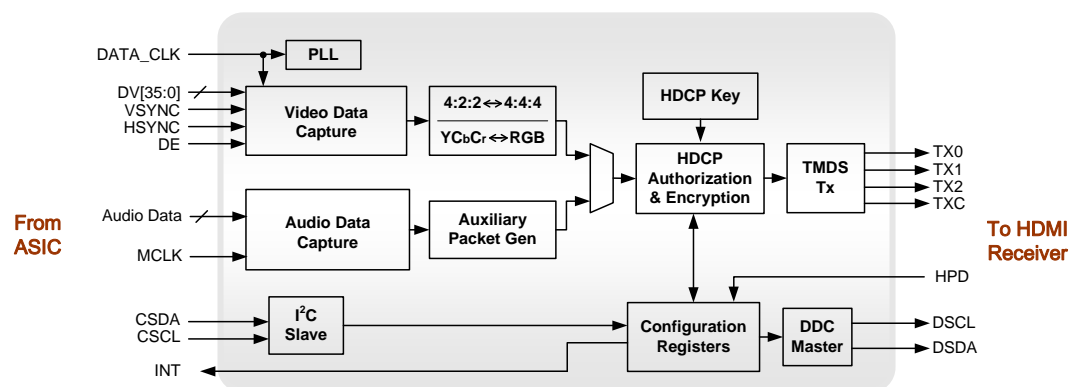 DATA_CLK
PLL
DV[35:0]
VSYNC
HSYNC
DE
Video Data
Capture
4:2:2↔4:4:4
YCbCr↔RGB
HDCP Key
HDCP
Authorization
& Encryption
TMDS
Tx
TX0
TX1
TX2
TXC
From
ASIC
Audio Data
MCLK
Audio Data
Capture
Auxiliary
Packet Gen
To HDMI
Receiver
HPD
CSDA
CSCL
I²C
Slave
Configuration
Registers
DDC
Master
DSCL
DSDA
INT